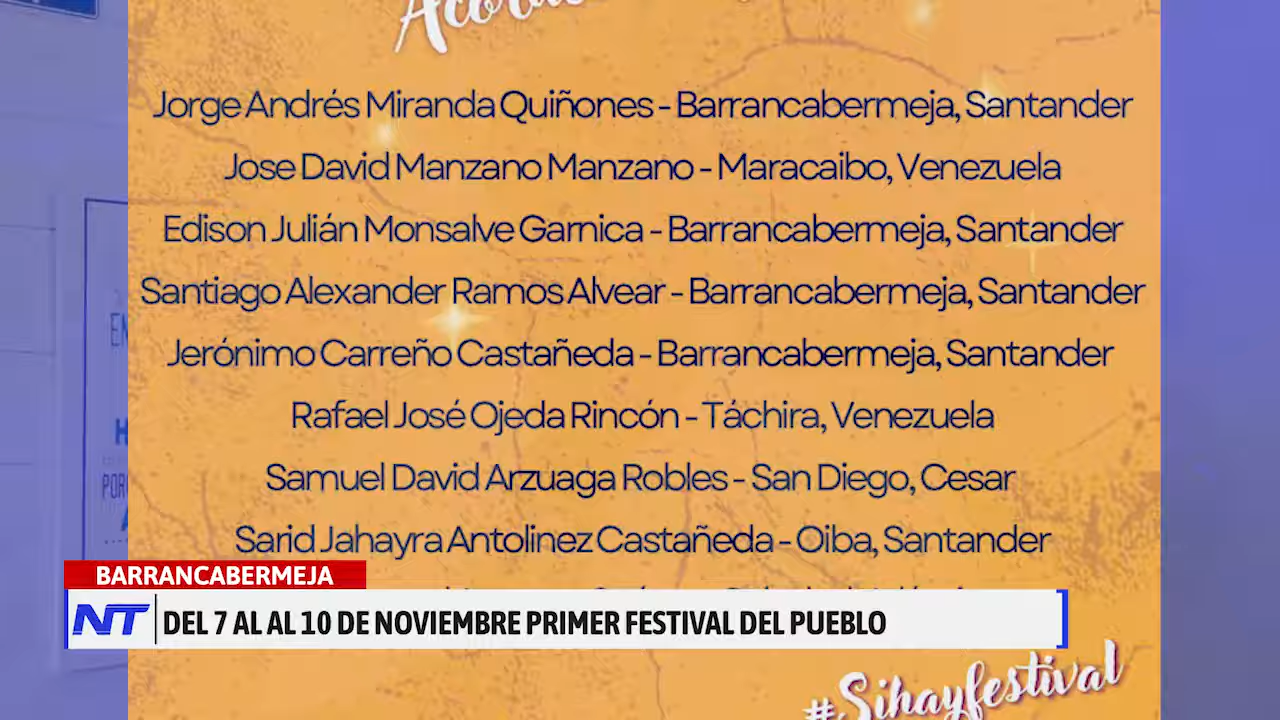 Jorge Andrés Miranda Quiñones - Barrancabermeja, Santander
Jose David Manzano Manzano - Maracaibo, Venezuela
Edison Julián Monsalve Garnica - Barrancabermeja, Santander
Santiago Alexander Ramos Alvear - Barrancabermeja, Santander
Jerónimo Carreño Castañeda - Barrancabermeja, Santander
Rafael José Ojeda Rincón - Táchira, Venezuela
Samuel David Arzuaga Robles - San Diego, Cesar
Sarid Jahayra Antolinez Castañeda - Oiba, Santander
BARRANCABERMEJA
NT DEL 7 AL AL 10 DE NOVIEMBRE PRIMER FESTIVAL DEL PUEBLO
#Sihayfestival